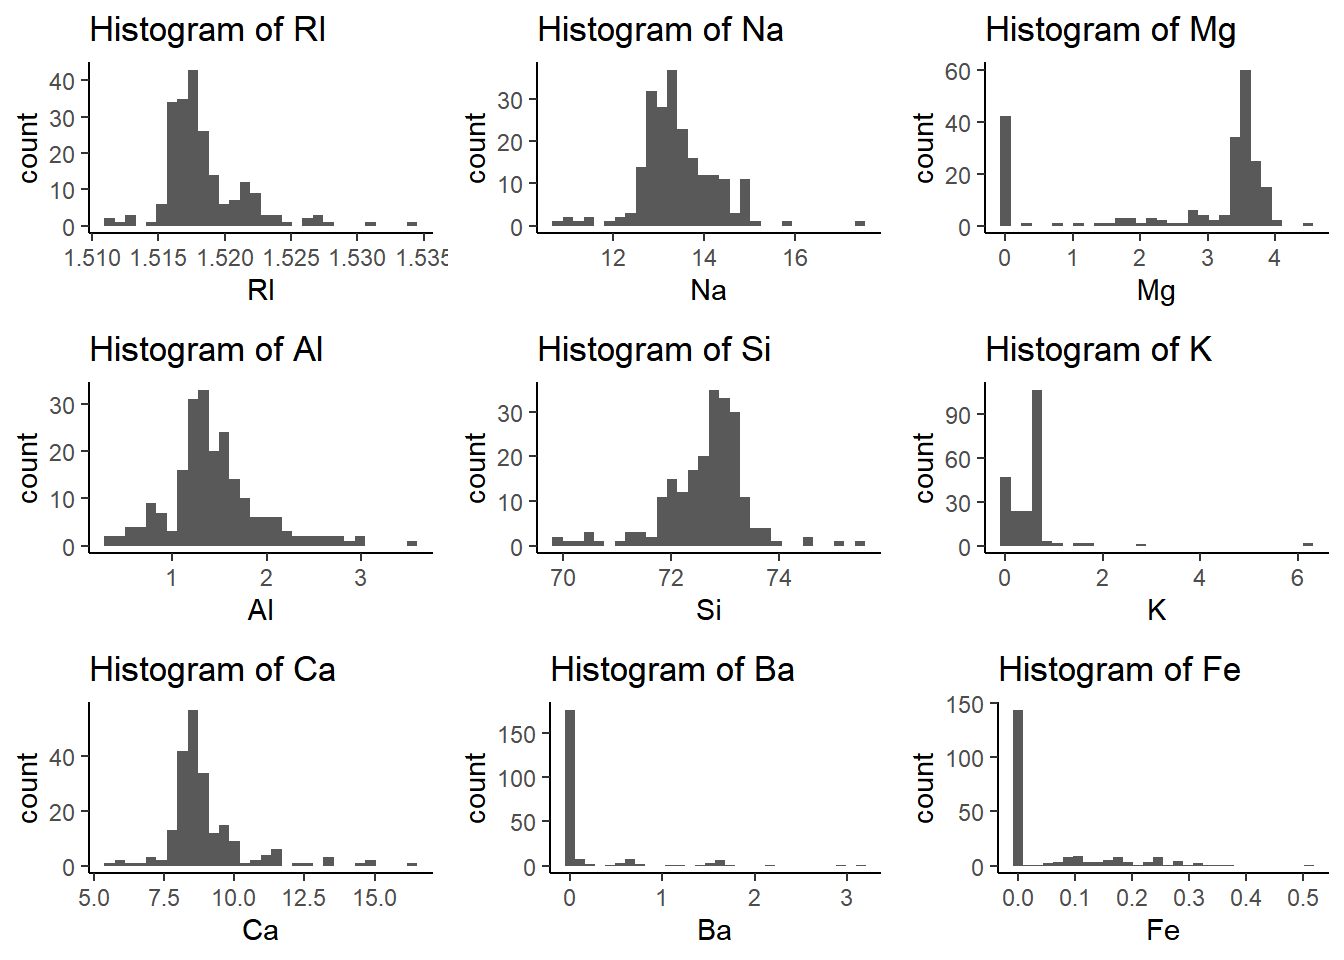 Histogram of RI
Histogram of Na
Histogram of Mg
count
40
30
20
10
0
1.510 1.515 1.520 1.525 1.530 1.535
RI
count
30
20
10
0
12 14 16
Na
count
60
40
20
0
0 1 2 3 4
Mg
Histogram of Al
Histogram of Si
Histogram of K
count
30
20
10
0
1 2 3
Al
count
30
20
10
0
70 72 74
Si
count
90
60
30
0
0 2 4 6
K
Histogram of Ca
Histogram of Ba
Histogram of Fe
count
40
20
0
5.0 7.5 10.0 12.5 15.0
Ca
count
150
100
50
0
0 1 2 3
Ba
count
150
100
50
0
0.0 0.1 0.2 0.3 0.4 0.5
Fe